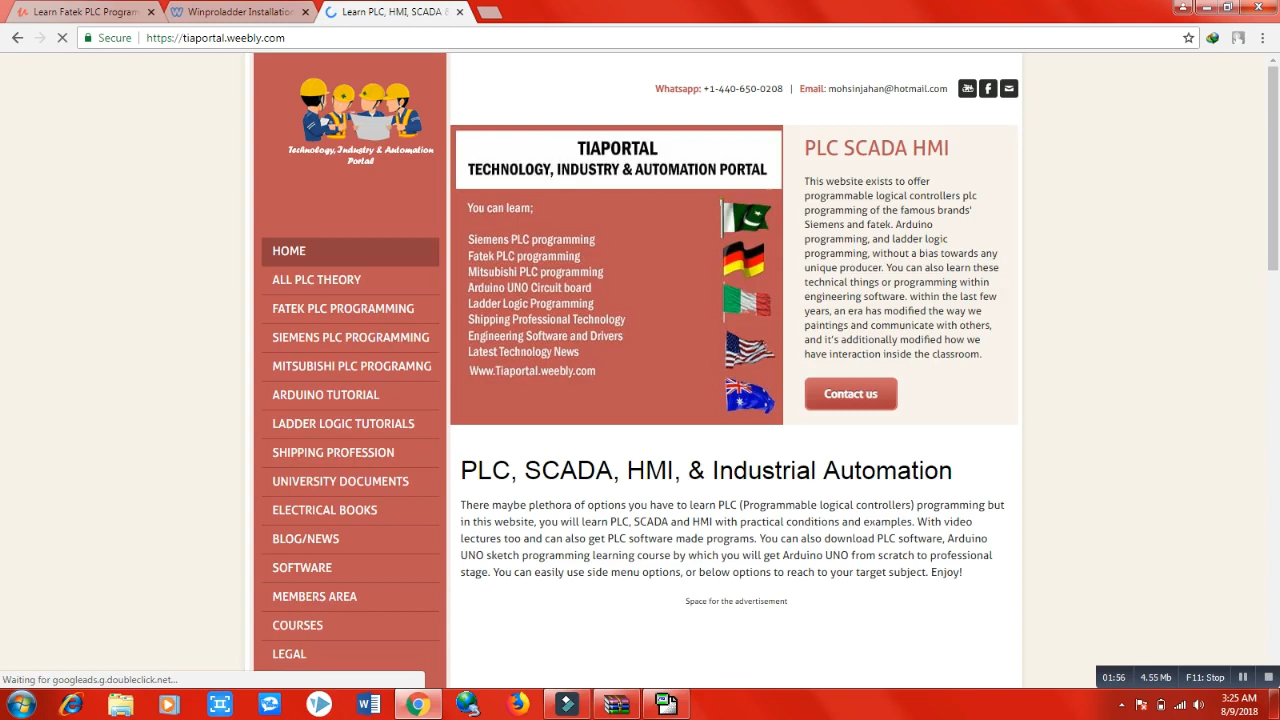 Learn Fatek PLC Program
Winproladder Installation
Learn PLC, HMI, SCADA &
Secure
https://tiaportal.weebly.com
Technology, Industry & Automation
Portal
Whatsapp: +1-440-650-0208 | Email: mohsinjahan@hotmail.com
HOME
ALL PLC THEORY
FATEK PLC PROGRAMMING
SIEMENS PLC PROGRAMMING
MITSUBISHI PLC PROGRAMNG
ARDUINO TUTORIAL
LADDER LOGIC TUTORIALS
SHIPPING PROFESSION
UNIVERSITY DOCUMENTS
ELECTRICAL BOOKS
BLOG/NEWS
SOFTWARE
MEMBERS AREA
COURSES
LEGAL
TIAPORTAL
TECHNOLOGY, INDUSTRY & AUTOMATION PORTAL
You can learn;
Siemens PLC programming
Fatek PLC programming
Mitsubishi PLC programming
Arduino UNO Circuit board
Ladder Logic Programming
Shipping Professional Technology
Engineering Software and Drivers
Latest Technology News
Www.Tiaportal.weebly.com
PLC SCADA HMI
This website exists to offer
programmable logical controllers plc
programming of the famous brands'
Siemens and fatek. Arduino
programming, and ladder logic
programming, without a bias towards any
unique producer. You can also learn these
technical things or programming within
engineering software. within the last few
years, an era has modified the way we
paintings and communicate with others,
and it's additionally modified how we
have interaction inside the classroom.
Contact us
PLC, SCADA, HMI, & Industrial Automation
There maybe plethora of options you have to learn PLC (Programmable logical controllers) programming but
in this website, you will learn PLC, SCADA and HMI with practical conditions and examples. With video
lectures too and can also get PLC software made programs. You can also download PLC software, Arduino
UNO sketch programming learning course by which you will get Arduino UNO from scratch to professional
stage. You can easily use side menu options, or below options to reach to your target subject. Enjoy!
Space for the advertisement
Waiting for googleads.g.doubleclick.net...
01:56 4.55 Mb F11: Stop
3:25 AM
8/9/2018